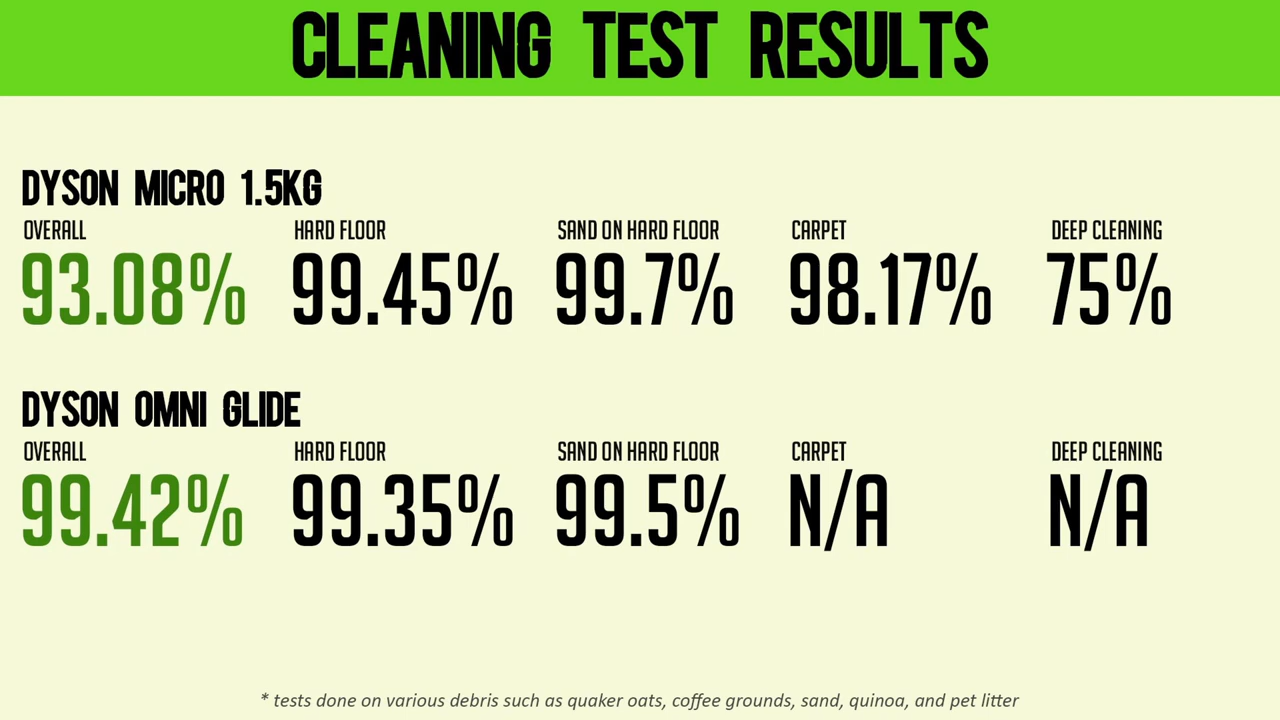 CLEANING TEST RESULTS
DYSON MICRO 1.5KG
OVERALL HARD FLOOR SAND ON HARD FLOOR CARPET DEEP CLEANING
93.08% 99.45% 99.7% 98.17% 75%
DYSON OMNI GLIDE
OVERALL HARD FLOOR SAND ON HARD FLOOR CARPET DEEP CLEANING
99.42% 99.35% 99.5% N/A N/A
* tests done on various debris such as quaker oats, coffee grounds, sand, quinoa, and pet litter